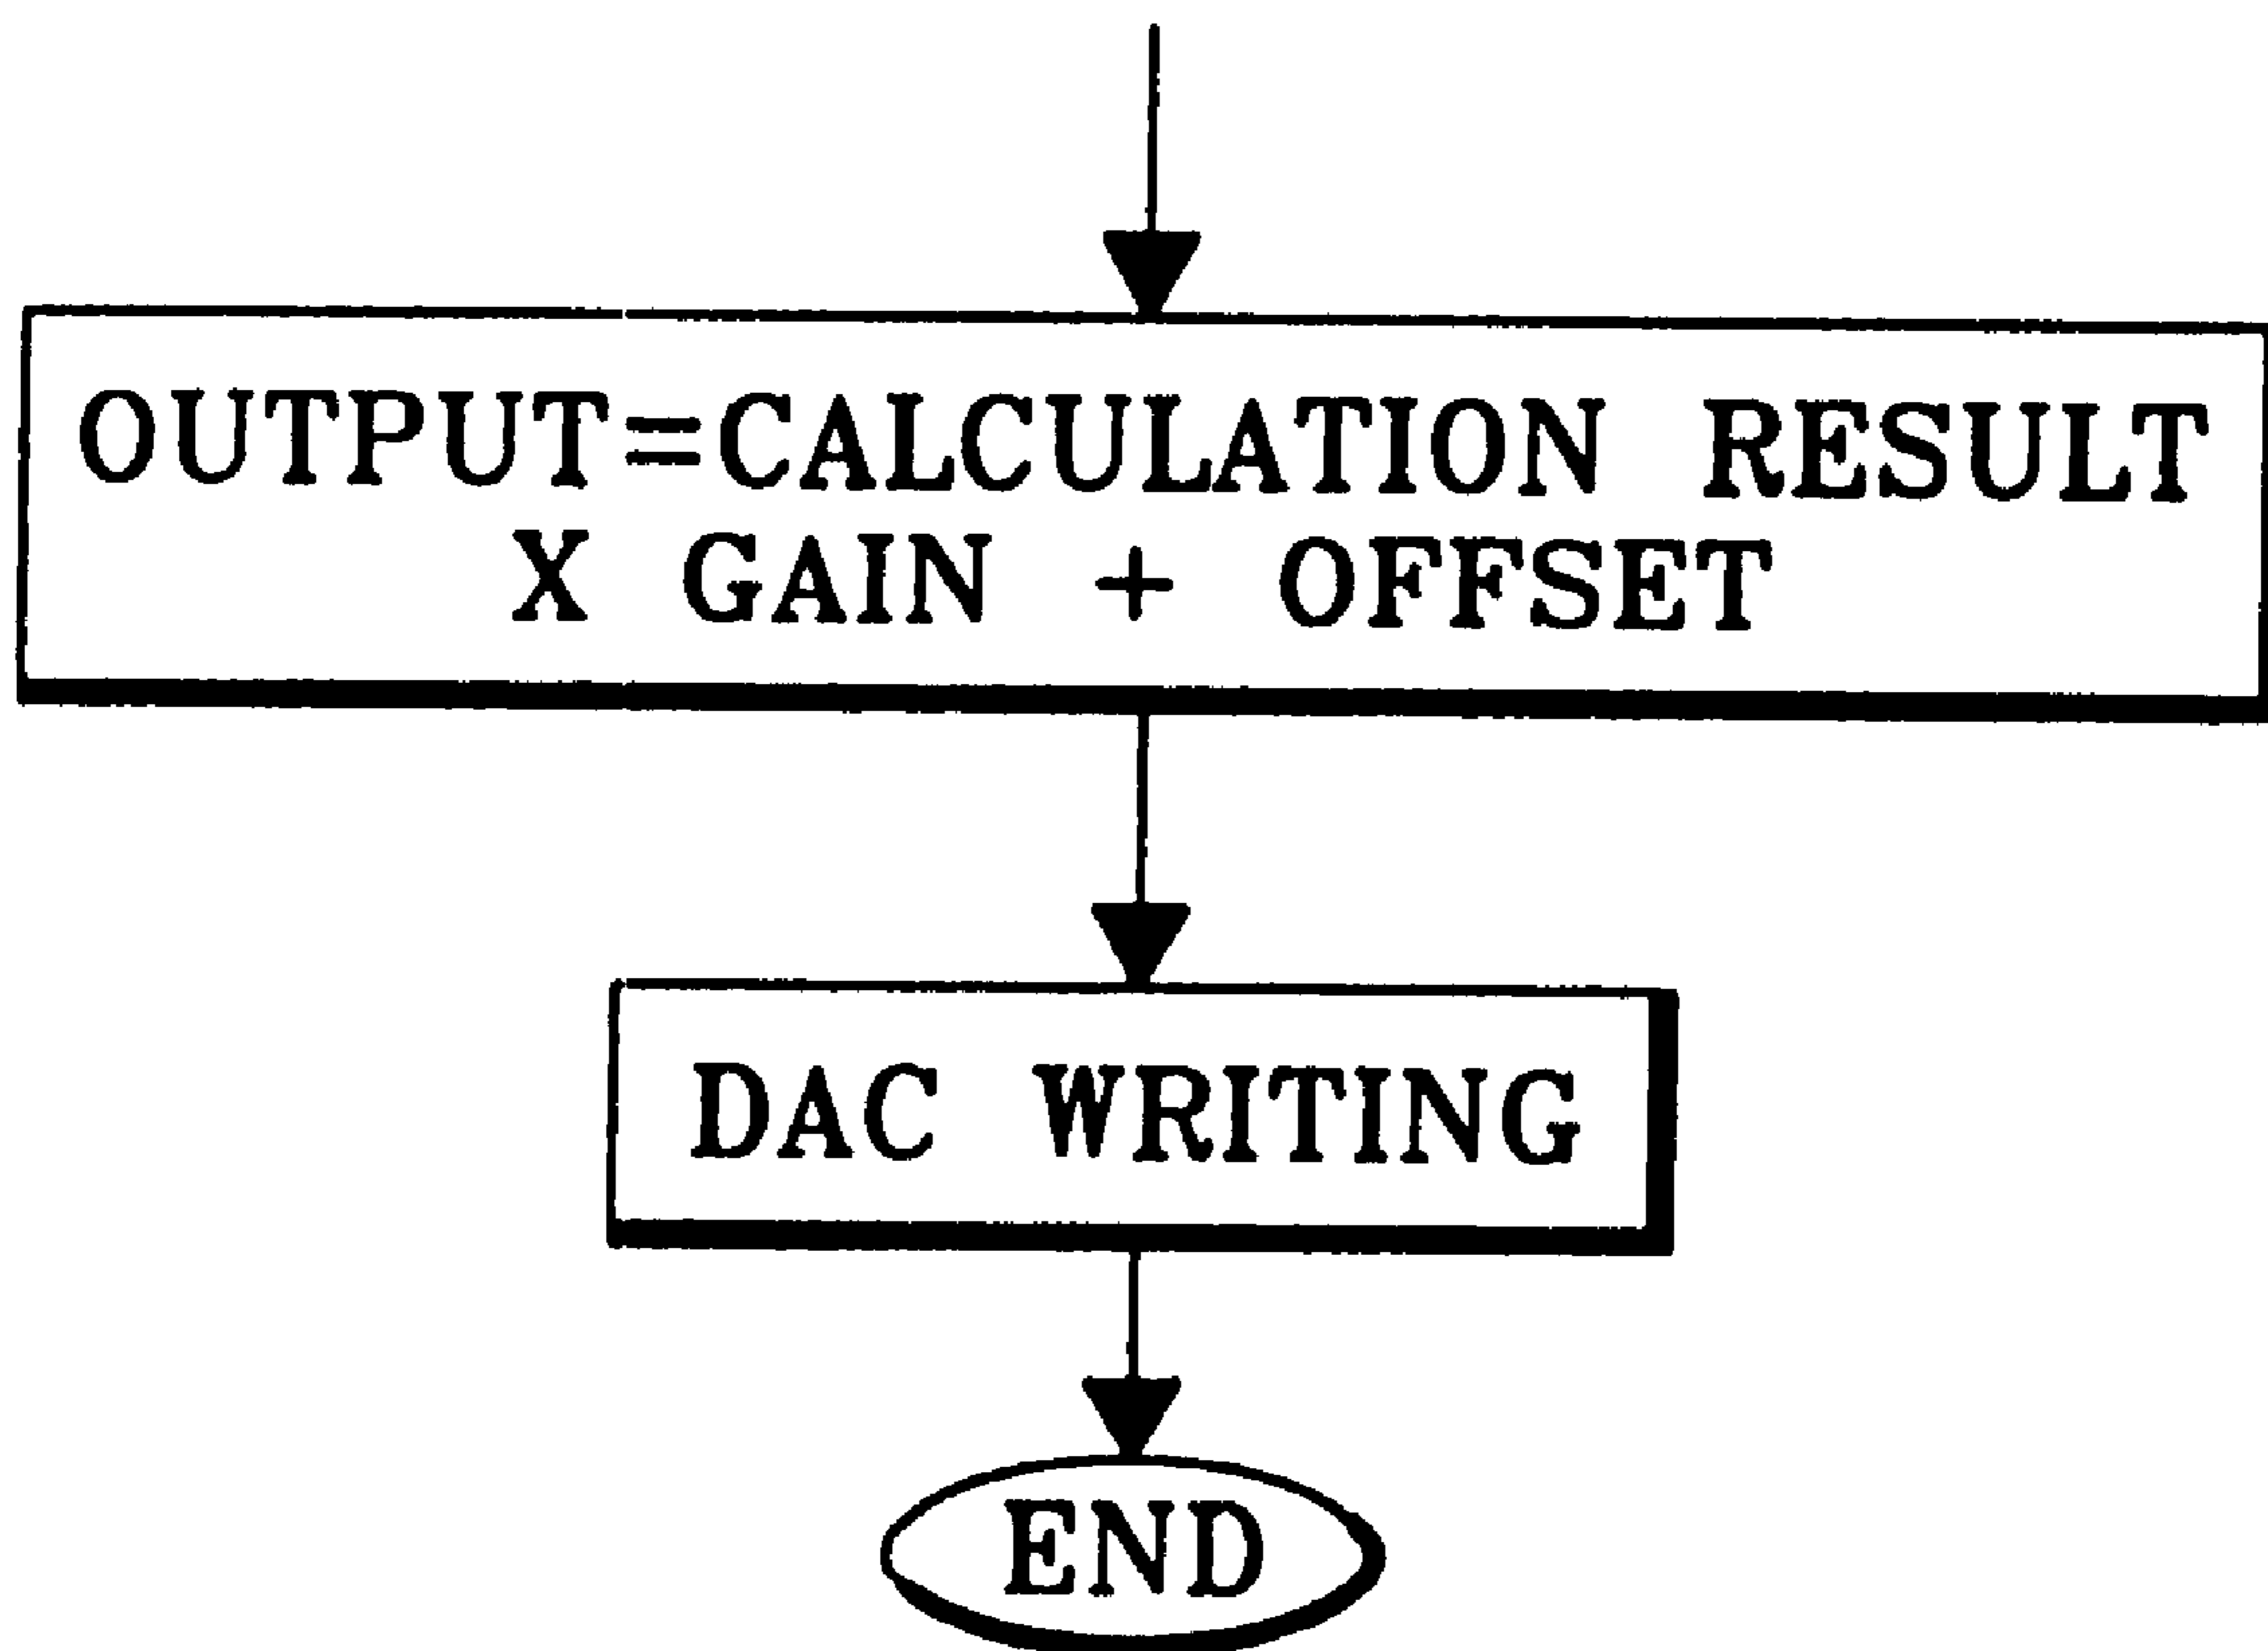 OUTPUT=CALCULATION RESULT
X GAIN + OFFSET
DAC WRITING
END